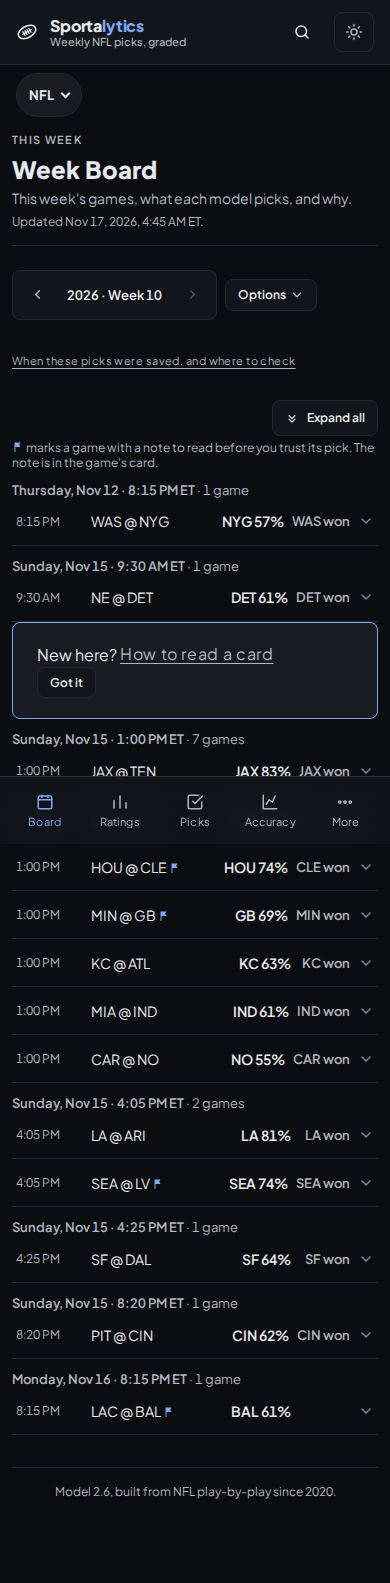 Sportalytics
Weekly NFL picks, graded
NFL
THIS WEEK
Week Board
This week's games, what each model picks, and why.
Updated Nov 17, 2026, 4:45 AM ET.
2026 · Week 10
Options
When these picks were saved, and where to check
Expand all
marks a game with a note to read before you trust its pick. The
note is in the game's card.
Thursday, Nov 12 · 8:15 PM ET · 1 game
8:15 PM WAS @ NYG NYG 57% WAS won
Sunday, Nov 15 · 9:30 AM ET · 1 game
9:30 AM NE @ DET DET 61% DET won
New here? How to read a card
Got it
Sunday, Nov 15 · 1:00 PM ET · 7 games
1:00 PM JAX @ TEN JAX 83% JAX won
Board Ratings Picks Accuracy More
1:00 PM HOU @ CLE HOU 74% CLE won
1:00 PM MIN @ GB GB 69% MIN won
1:00 PM KC @ ATL KC 63% KC won
1:00 PM MIA @ IND IND 61% IND won
1:00 PM CAR @ NO NO 55% CAR won
Sunday, Nov 15 · 4:05 PM ET · 2 games
4:05 PM LA @ ARI LA 81% LA won
4:05 PM SEA @ LV SEA 74% SEA won
Sunday, Nov 15 · 4:25 PM ET · 1 game
4:25 PM SF @ DAL SF 64% SF won
Sunday, Nov 15 · 8:20 PM ET · 1 game
8:20 PM PIT @ CIN CIN 62% CIN won
Monday, Nov 16 · 8:15 PM ET · 1 game
8:15 PM LAC @ BAL BAL 61%
Model 2.6, built from NFL play-by-play since 2020.